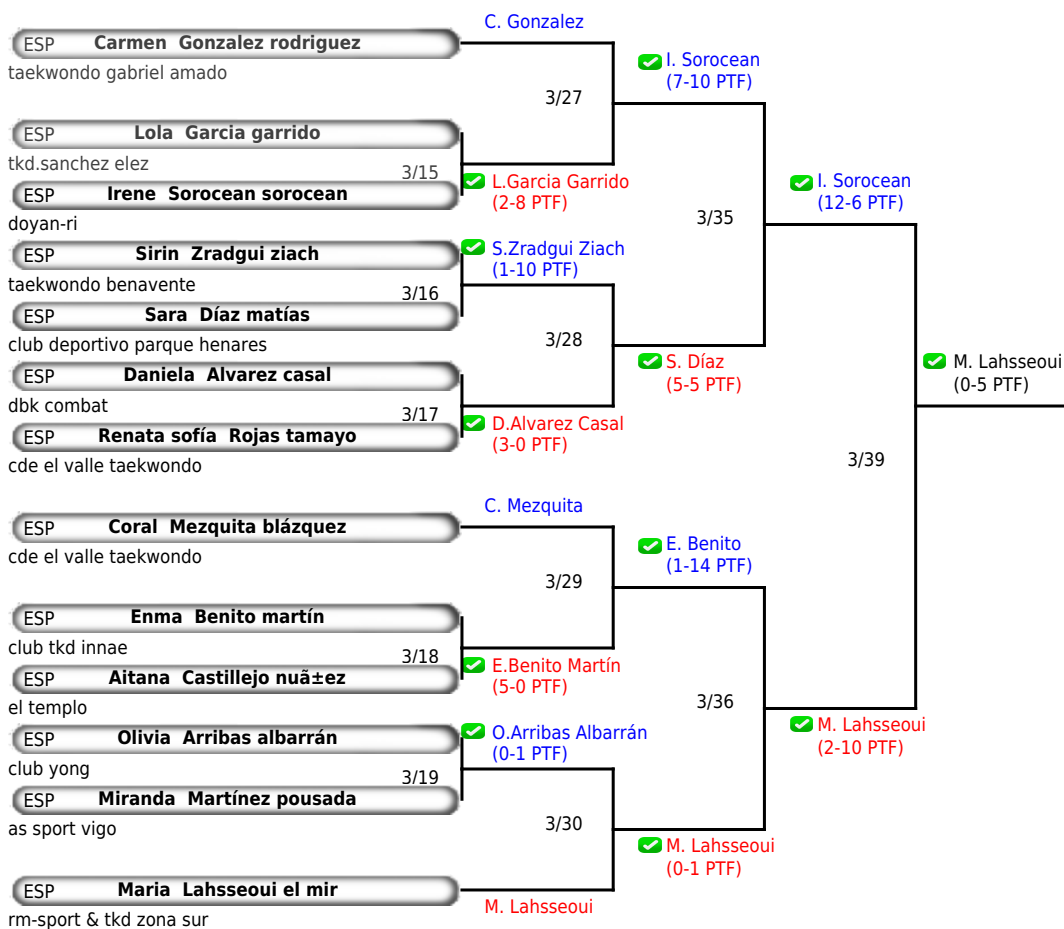 C. Gonzalez
ESP Carmen Gonzalez rodriguez
taekwondo gabriel amado
I. Sorocean
(7-10 PTF)
3/27
ESP Lola Garcia garrido
tkd.sanchez elez
3/15
L.Garcia Garrido
(2-8 PTF)
ESP Irene Sorocean sorocean
doyan-ri
I. Sorocean
(12-6 PTF)
3/35
ESP Sirin Zradgui ziach
taekwondo benavente
S.Zradgui Ziach
(1-10 PTF)
3/16
ESP Sara Díaz matías
club deportivo parque henares
3/28
S. Díaz
(5-5 PTF)
ESP Daniela Alvarez casal
dbk combat
3/17
D.Alvarez Casal
(3-0 PTF)
ESP Renata sofía Rojas tamayo
cde el valle taekwondo
M. Lahsseoui
(0-5 PTF)
3/39
C. Mezquita
ESP Coral Mezquita blázquez
cde el valle taekwondo
E. Benito
(1-14 PTF)
3/29
ESP Enma Benito martín
club tkd innae
3/18
E.Benito Martín
(5-0 PTF)
ESP Aitana Castillejo nuã±ez
el templo
3/36
M. Lahsseoui
(2-10 PTF)
ESP Olivia Arribas albarrán
club yong
O.Arribas Albarrán
(0-1 PTF)
3/19
ESP Miranda Martínez pousada
as sport vigo
3/30
M. Lahsseoui
(0-1 PTF)
ESP Maria Lahsseoui el mir
rm-sport & tkd zona sur
M. Lahsseoui